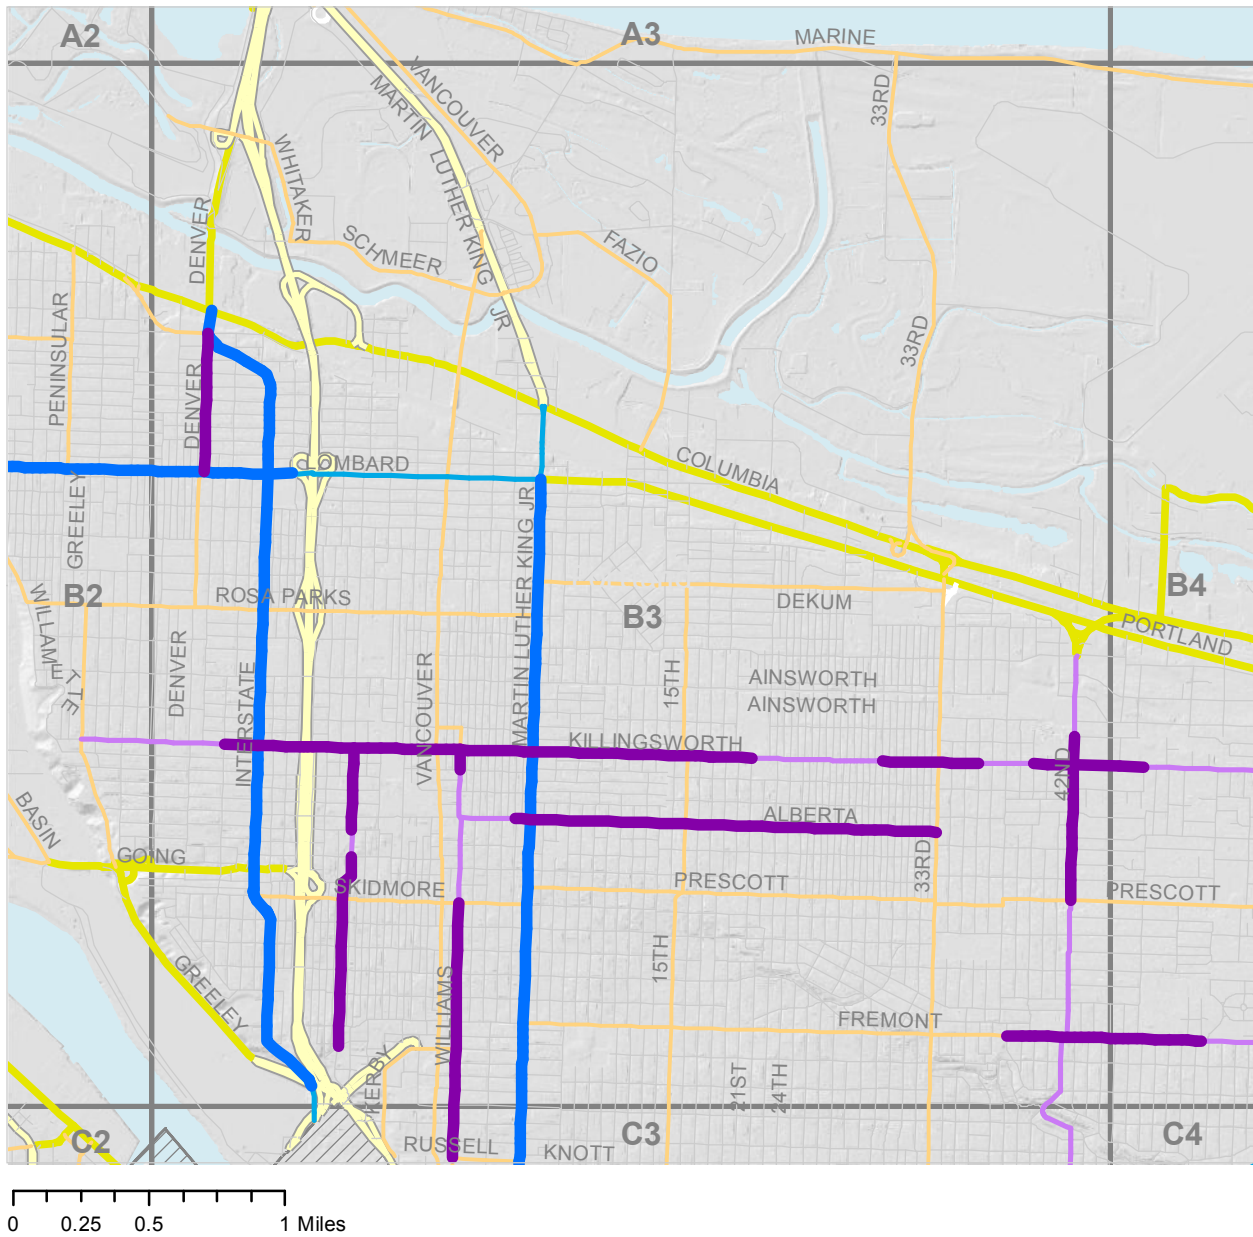 A2
A3
MARINE
VANCOUVER
MARTIN LUTHER KING JR
33RD
WHITAKER
DENVER
SCHMEER
FAZIO
PENINSULAR
DENVER
33RD
LOMBARD
COLUMBIA
GREELEY
MARTIN LUTHER KING JR
B2
ROSA PARKS
B3
DEKUM
B4
PORTLAND
WILLAMETTE
DENVER
INTERSTATE
VANCOUVER
15TH
AINSWORTH
AINSWORTH
KILLINGSWORTH
42ND
BASIN
ALBERTA
GOING
SKIDMORE
PRESCOTT
33RD
PRESCOTT
GREELEY
WILLIAMS
15TH
FREMONT
KERBY
21ST
24TH
C2
RUSSELL
KNOTT
C3
C4
0 0.25 0.5 1 Miles